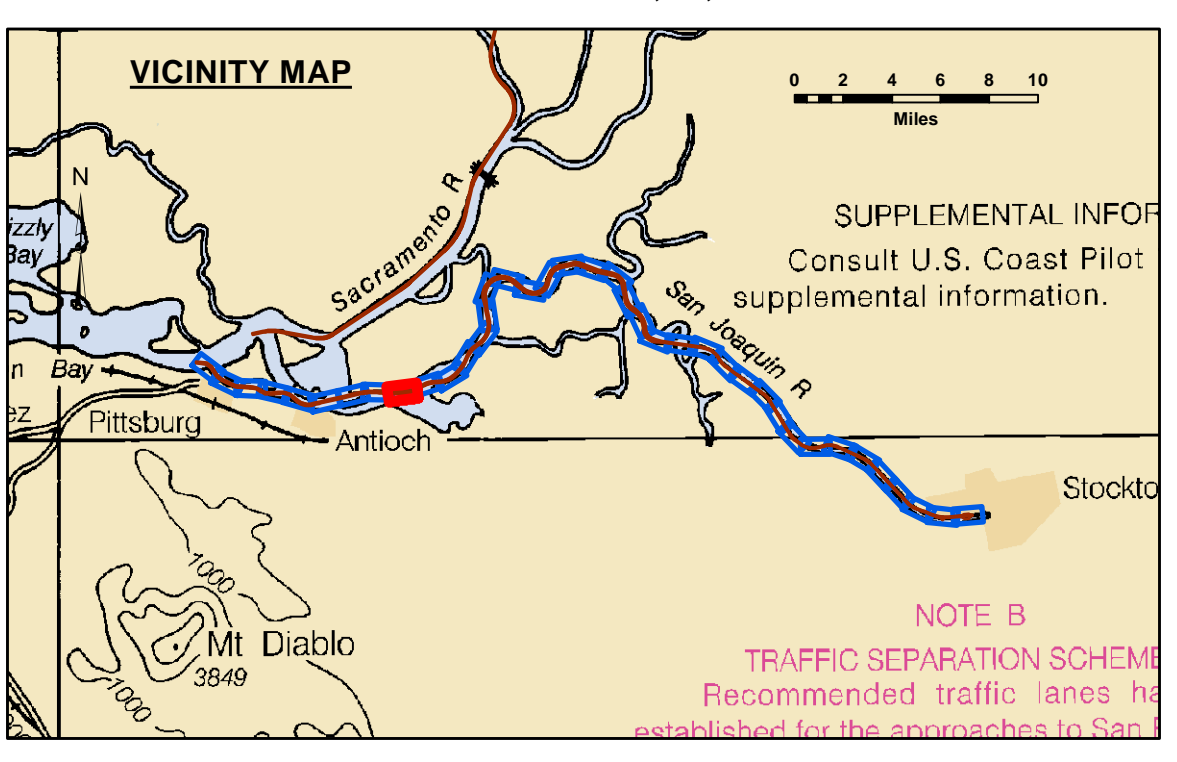 VICINITY MAP
0 2 4 6 8 10
Miles
N
Sacramento R
izzly
Bay
SUPPLEMENTAL INFOR
Consult U.S. Coast Pilot
supplemental information.
San Joaquin R
n Bay
ez
Pittsburg
Antioch
Stockto
1000
Mt Diablo
3849
1000
NOTE B
TRAFFIC SEPARATION SCHEME
Recommended traffic lanes ha
established for the approaches to San F